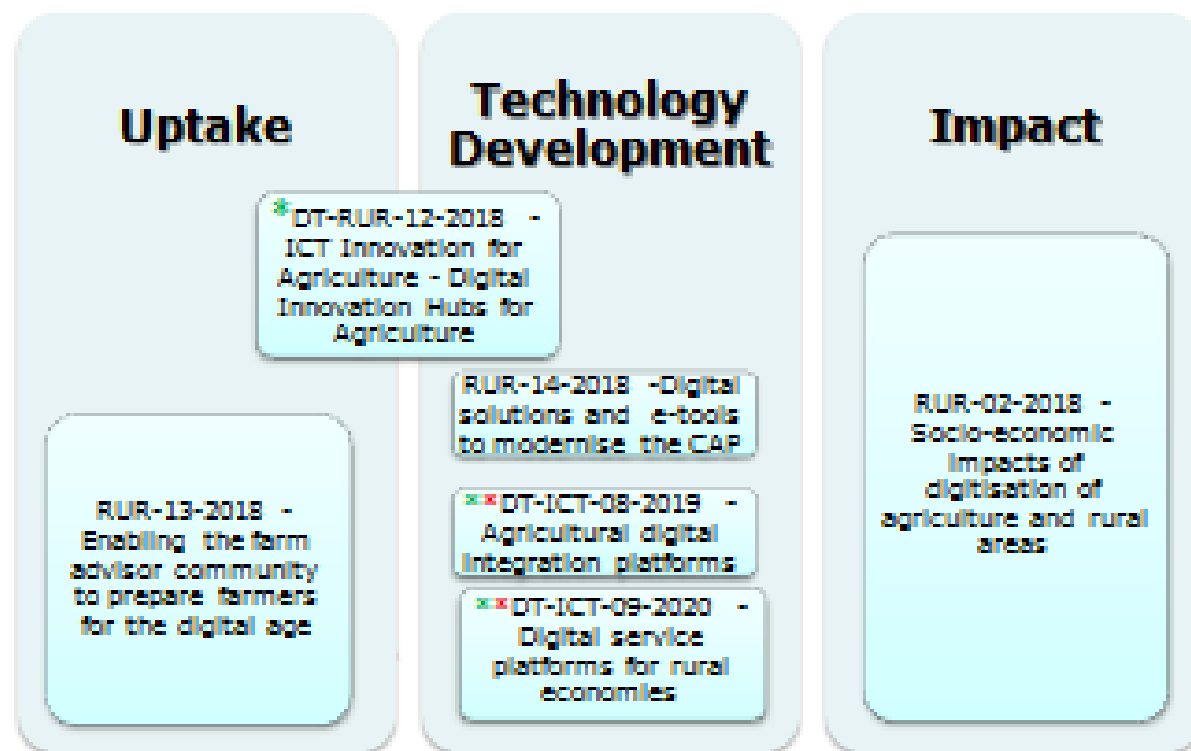 Uptake
*DT-RUR-12-2018 -
ICT Innovation for
Agriculture - Digital
Innovation Hubs for
Agriculture
RUR-13-2018 -
Enabling the farm
advisor community
to prepare farmers
for the digital age
Technology
Development
RUR-14-2018 -Digital
solutions and e-tools
to modernise the CAP
**DT-ICT-08-2019 -
Agricultural digital
integration platforms
**DT-ICT-09-2020 -
Digital service
platforms for rural
economies
Impact
RUR-02-2018 -
Socio-economic
impacts of
digitisation of
agriculture and rural
areas